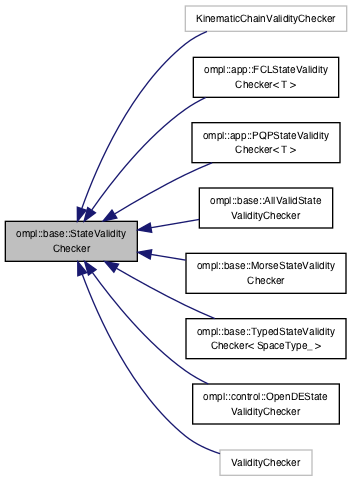 KinematicChainValidityChecker
ompl::app::FCLStateValidity
Checker< T >
ompl::app::PQPStateValidity
Checker< T >
ompl::base::AllValidState
ValidityChecker
ompl::base::StateValidity
Checker
ompl::base::MorseStateValidity
Checker
ompl::base::TypedStateValidity
Checker< SpaceType_ >
ompl::control::OpenDEState
ValidityChecker
ValidityChecker